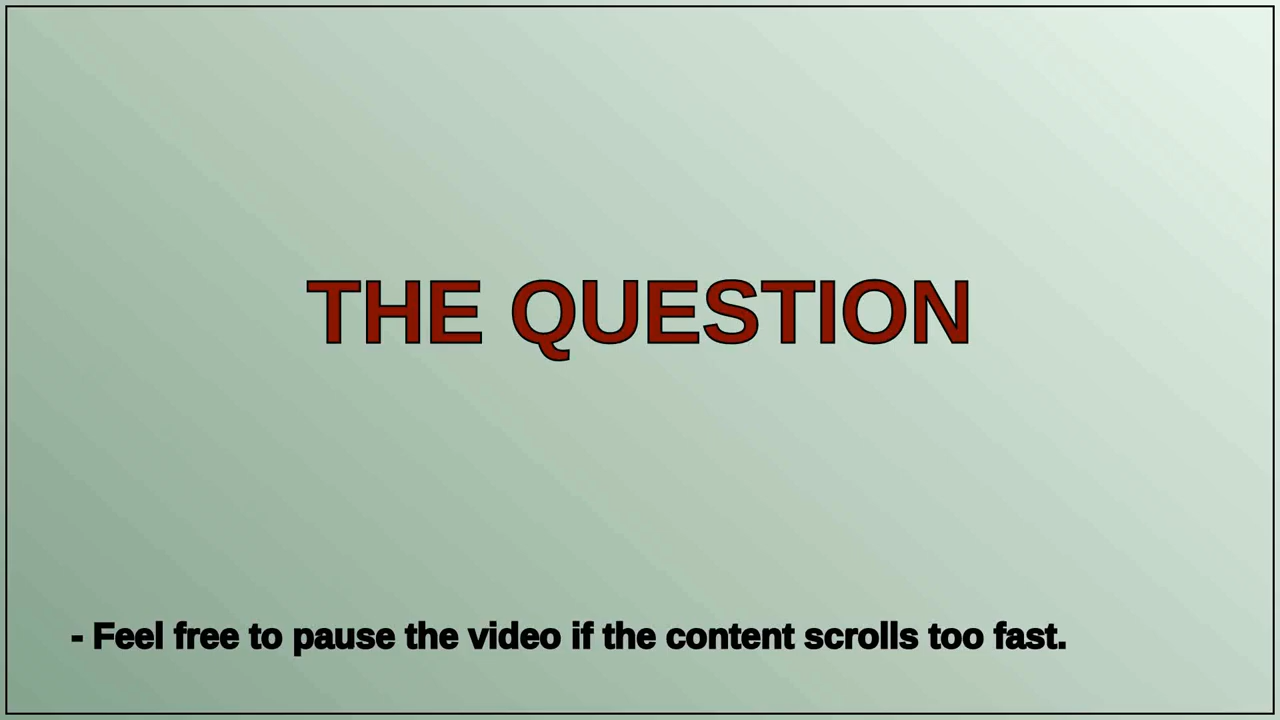 THE QUESTION
- Feel free to pause the video if the content scrolls too fast.